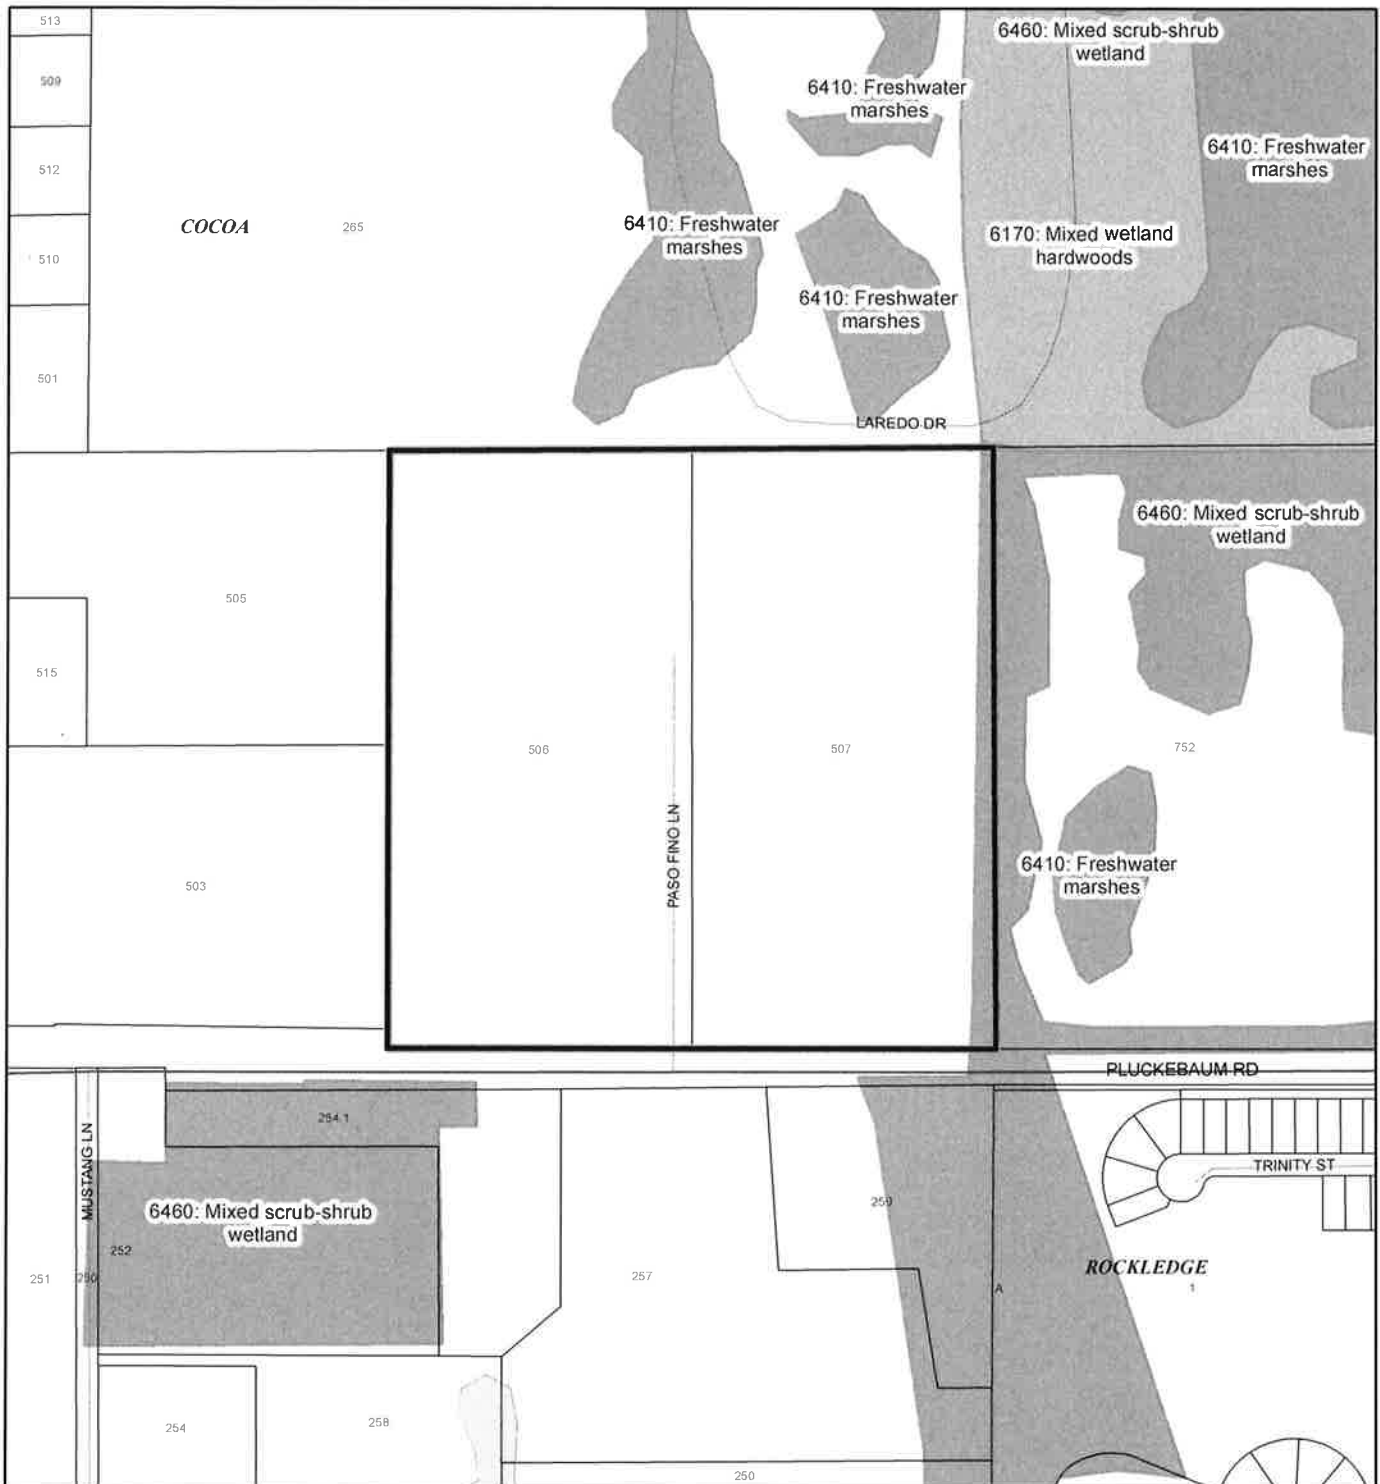 513
6460: Mixed scrub-shrub
wetland
509
6410: Freshwater
marshes
6410: Freshwater
marshes
512
COCOA
265
6410: Freshwater
marshes
6170: Mixed wetland
hardwoods
510
6410: Freshwater
marshes
501
LAREDO DR
6460: Mixed scrub-shrub
wetland
505
515
506
507
752
PASO FINO LN
6410: Freshwater
marshes
503
PLUCKEBAUM RD
254.1
MUSTANG LN
TRINITY ST
6460: Mixed scrub-shrub
wetland
259
252
251
250
257
ROCKLEDGE
A
1
254
258
250